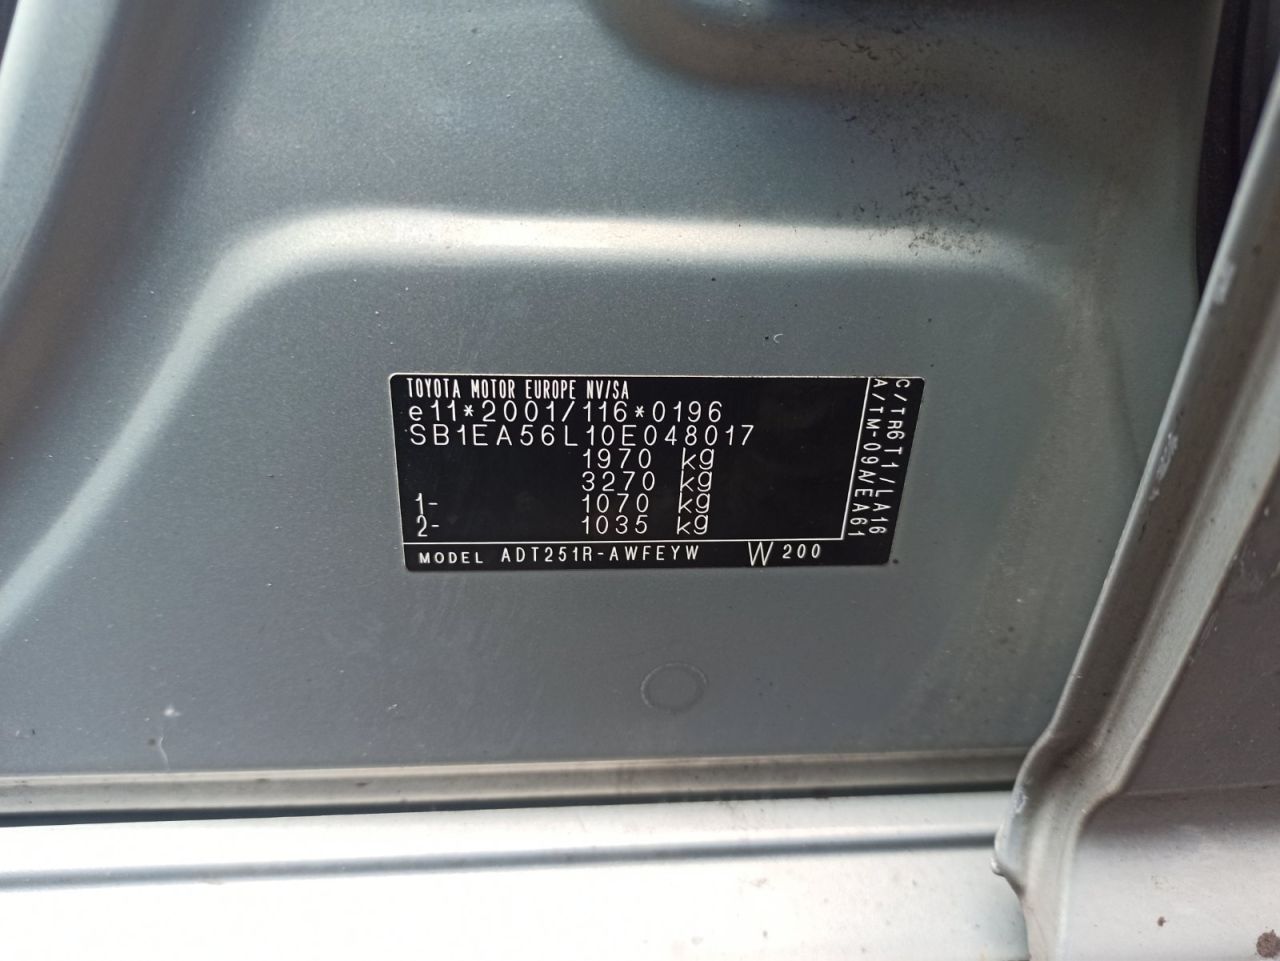 TOYOTA MOTOR EUROPE NV/SA
e11*2001/116*0196
SB1EA56L10E048017
1970 kg
3270 kg
1- 1070 kg
2- 1035 kg
MODEL ADT251R-AWFEYW W200
C/TR6T1/LA16
A/TM-09A/EA61